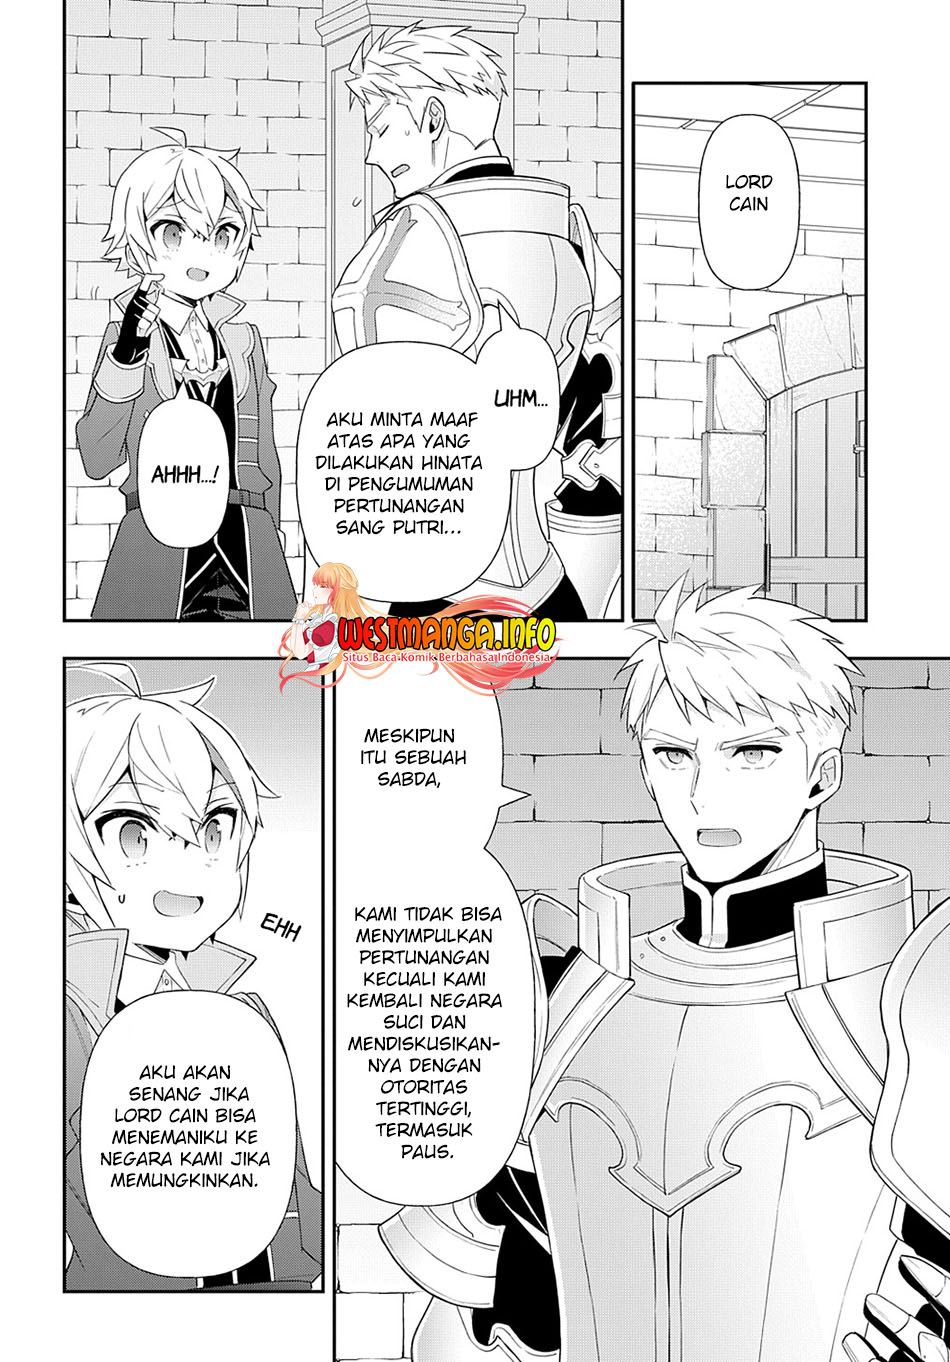 LORD
CAIN
UHM...
AKU MINTA MAAF
ATAS APA YANG
DILAKUKAN HINATA
DI PENGUMUMAN
PERTUNANGAN
SANG PUTRI...
AHHH...!
WESTMANGA.INFO
Situs Baca Komik Berbahasa Indonesia
MESKIPUN
ITU SEBUAH
SABDA,
KAMI TIDAK BISA
MENYIMPULKAN
PERTUNANGAN
KECUALI KAMI
KEMBALI NEGARA
SUCI DAN
MENDISKUSIKAN-
NYA DENGAN
OTORITAS
TERTINGGI,
TERMASUK
PAUS.
EHH
AKU AKAN
SENANG JIKA
LORD CAIN BISA
MENEMANIKU KE
NEGARA KAMI JIKA
MEMUNGKINKAN.